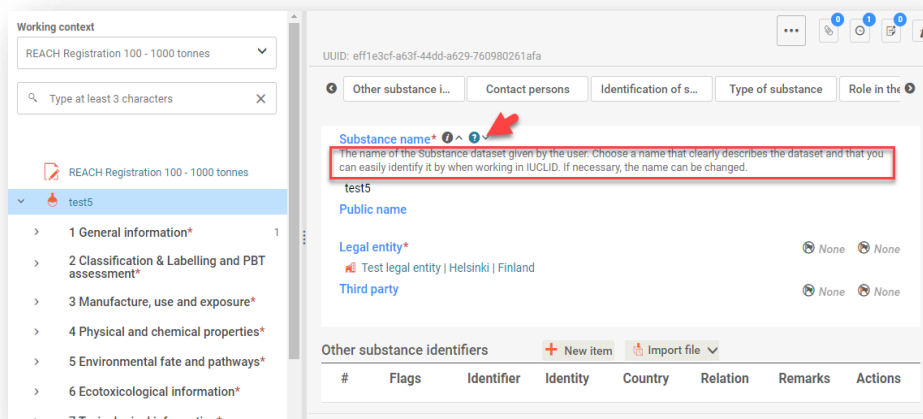 Working context
REACH Registration 100 - 1000 tonnes
Type at least 3 characters
REACH Registration 100 - 1000 tonnes
test5
1 General information* 1
2 Classification & Labelling and PBT
assessment*
3 Manufacture, use and exposure*
4 Physical and chemical properties*
5 Environmental fate and pathways*
6 Ecotoxicological information*
0 1 0
UUID: eff1e3cf-a63f-44dd-a629-760980261afa
Other substance i... Contact persons Identification of s... Type of substance Role in the
Substance name*
The name of the Substance dataset given by the user. Choose a name that clearly describes the dataset and that you
can easily identify it by when working in IUCLID. If necessary, the name can be changed.
test5
Public name
Legal entity* None None
Test legal entity | Helsinki | Finland
Third party None None
Other substance identifiers New item Import file
# Flags Identifier Identity Country Relation Remarks Actions